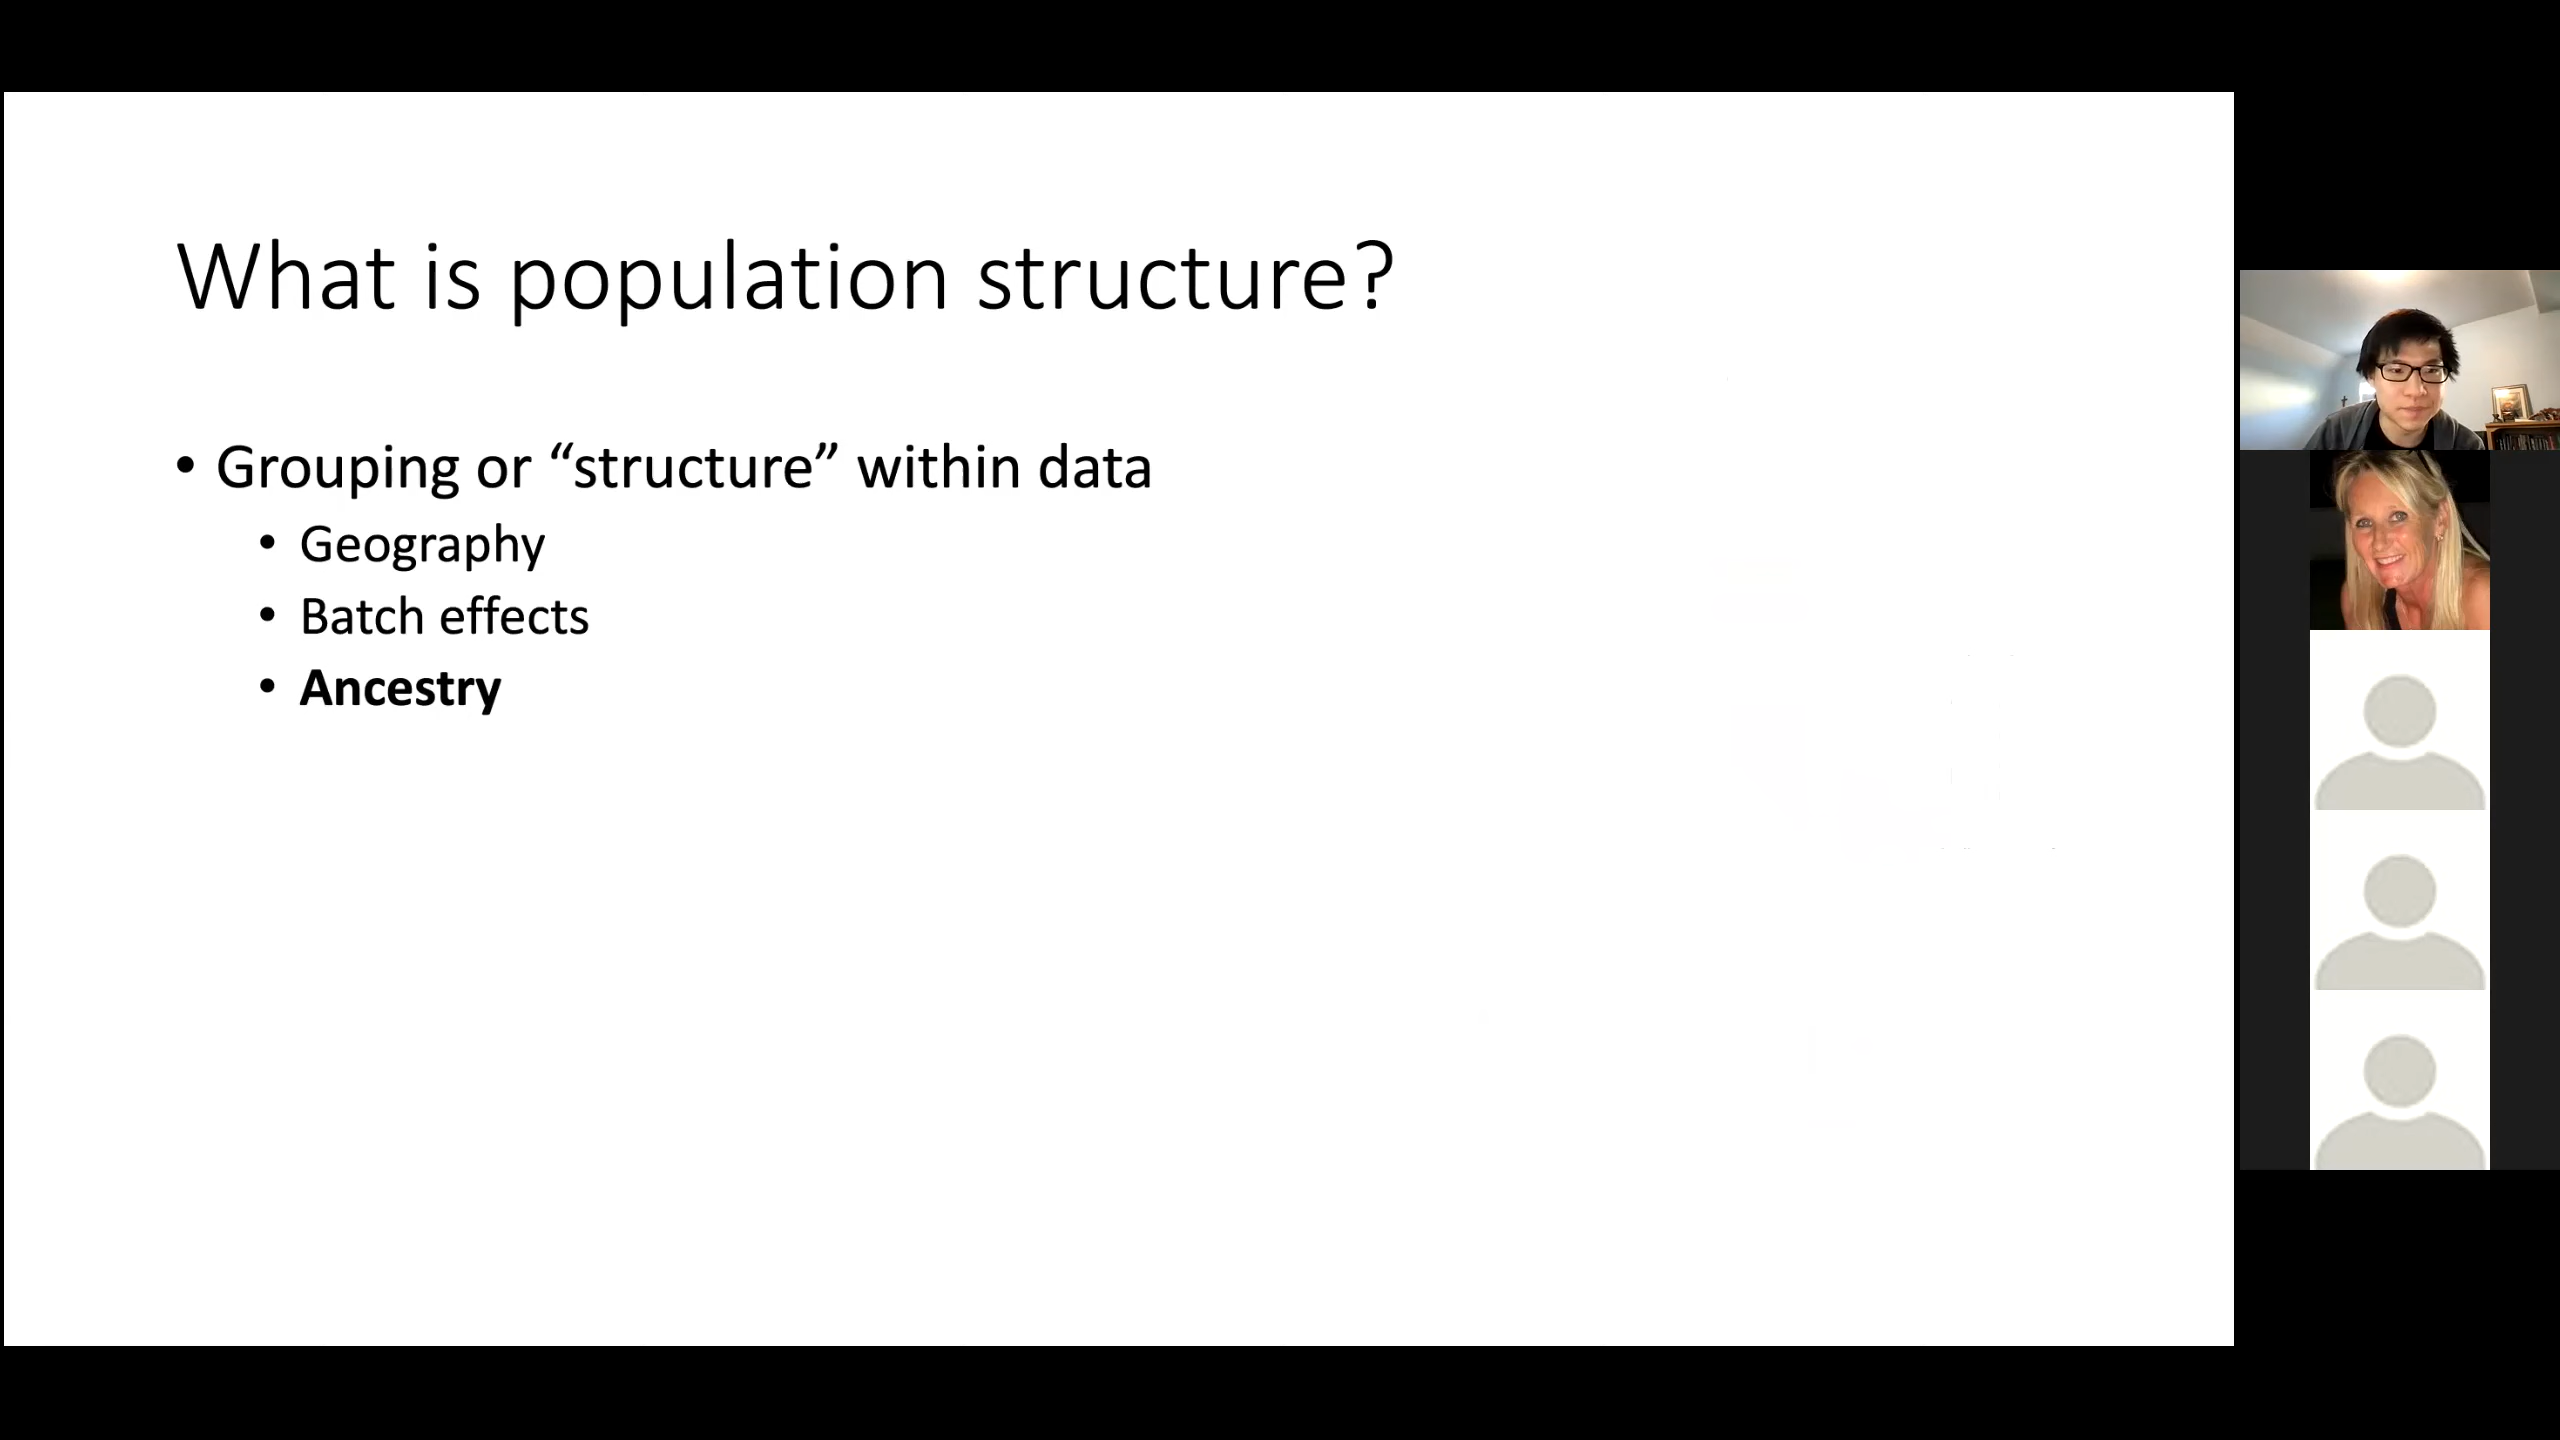 What is population structure?
• Grouping or “structure” within data
• Geography
• Batch effects
• Ancestry